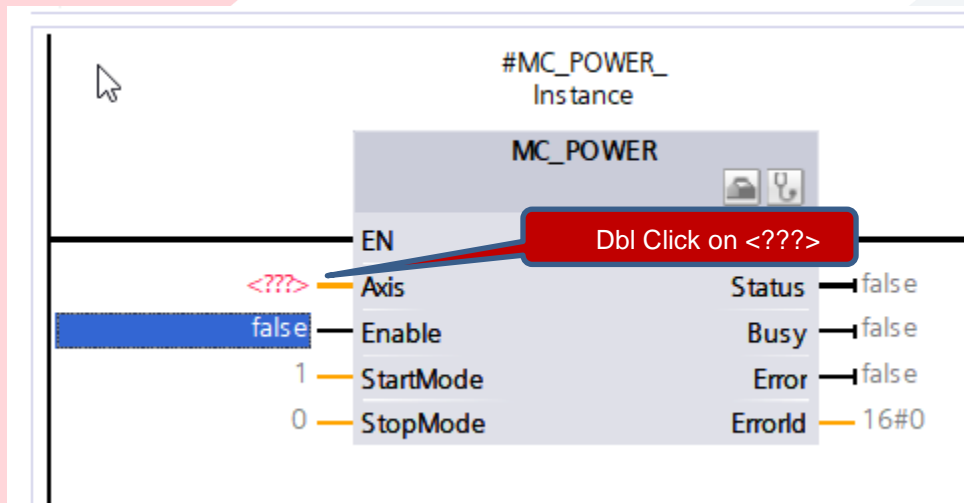 #MC_POWER_
Instance
MC_POWER
EN
Dbl Click on <???>
<???> Axis Status false
false Enable Busy false
1 StartMode Error false
0 StopMode ErrorId 16#0